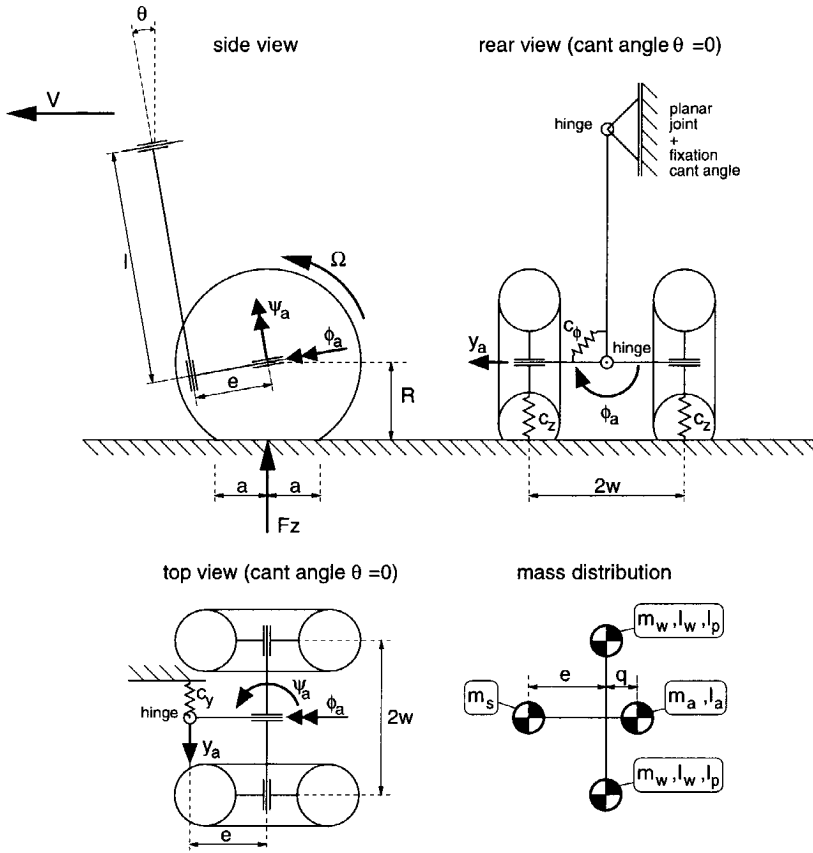 θ
side view
rear view (cant angle θ =0)
V
hinge
planar
joint
+
fixation
cant angle
l
Ω
ψa
ϕa
e
R
cϕ
hinge
ya
ϕa
cz
cz
a
a
2w
Fz
top view (cant angle θ =0)
mass distribution
mw ,Iw ,Ip
cy
ψa
ϕa
hinge
2w
e
q
ms
ma ,Ia
ya
mw ,Iw ,Ip
e